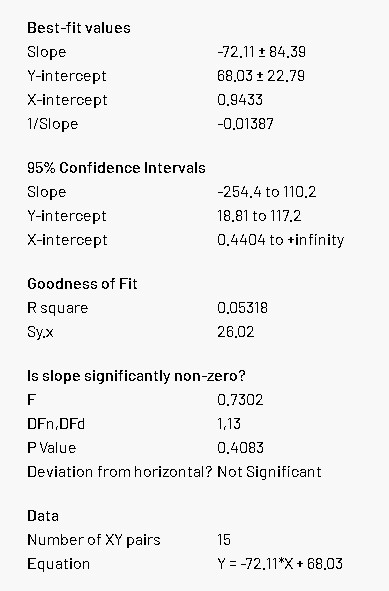 Best-fit values
Slope -72.11 ± 84.39
Y-intercept 68.03 ± 22.79
X-intercept 0.9433
1/Slope -0.01387
95% Confidence Intervals
Slope -254.4 to 110.2
Y-intercept 18.81 to 117.2
X-intercept 0.4404 to +infinity
Goodness of Fit
R square 0.05318
Sy.x 26.02
Is slope significantly non-zero?
F 0.7302
DFn,DFd 1,13
P Value 0.4083
Deviation from horizontal? Not Significant
Data
Number of XY pairs 15
Equation Y = -72.11*X + 68.03